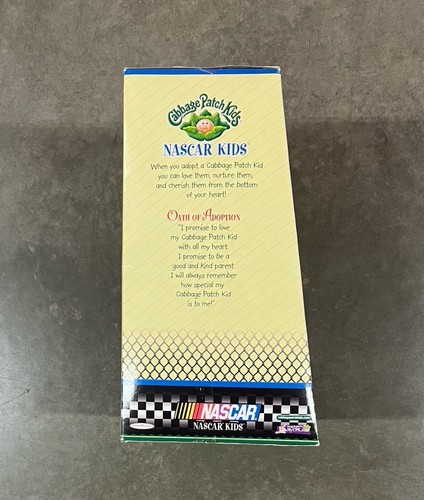 Cabbage Patch Kids
NASCAR KIDS
When you adopt a Cabbage Patch Kid
you can love them, nurture them,
and cherish them from the bottom
of your heart!
OATH OF ADOPTION
"I promise to love
my Cabbage Patch Kid
with all my heart.
I promise to be a
good and kind parent.
I will always remember
how special my
Cabbage Patch Kid
is to me!"
NASCAR
NASCAR KIDS™